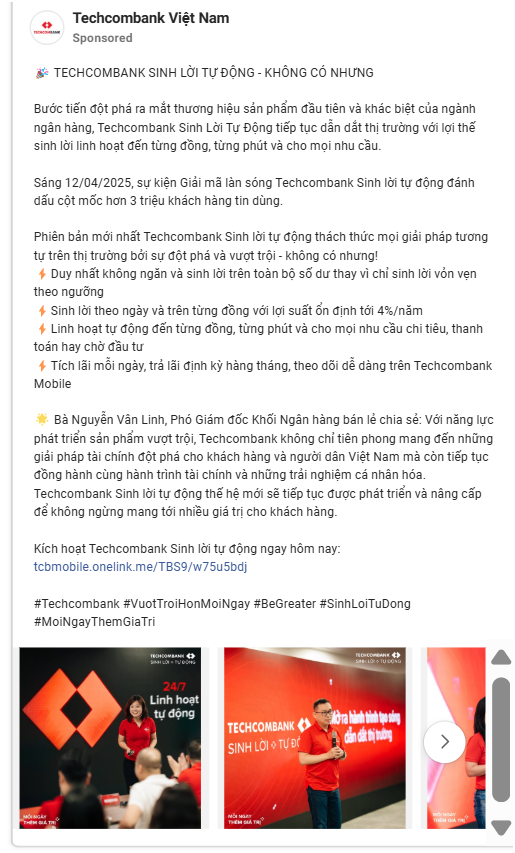 Techcombank Việt Nam
Sponsored
TECHCOMBANK SINH LỜI TỰ ĐỘNG - KHÔNG CÓ NHƯNG
Bước tiến đột phá ra mắt thương hiệu sản phẩm đầu tiên và khác biệt của ngành
ngân hàng, Techcombank Sinh Lời Tự Động tiếp tục dẫn dắt thị trường với lợi thế
sinh lời linh hoạt đến từng đồng, từng phút và cho mọi nhu cầu.
Sáng 12/04/2025, sự kiện Giải mã làn sóng Techcombank Sinh lời tự động đánh
dấu cột mốc hơn 3 triệu khách hàng tin dùng.
Phiên bản mới nhất Techcombank Sinh lời tự động thách thức mọi giải pháp tương
tự trên thị trường bởi sự đột phá và vượt trội - không có nhưng!
⚡ Duy nhất không ngăn và sinh lời trên toàn bộ số dư thay vì chỉ sinh lời vỏn vẹn
theo ngưỡng
⚡ Sinh lời theo ngày và trên từng đồng với lợi suất ổn định tới 4%/năm
⚡ Linh hoạt tự động đến từng đồng, từng phút và cho mọi nhu cầu chi tiêu, thanh
toán hay chờ đầu tư
⚡ Tích lãi mỗi ngày, trả lãi định kỳ hàng tháng, theo dõi dễ dàng trên Techcombank
Mobile
🌟 Bà Nguyễn Vân Linh, Phó Giám đốc Khối Ngân hàng bán lẻ chia sẻ: Với năng lực
phát triển sản phẩm vượt trội, Techcombank không chỉ tiên phong mang đến những
giải pháp tài chính đột phá cho khách hàng và người dân Việt Nam mà còn tiếp tục
đồng hành cùng hành trình tài chính và những trải nghiệm cá nhân hóa.
Techcombank Sinh lời tự động thế hệ mới sẽ tiếp tục được phát triển và nâng cấp
để không ngừng mang tới nhiều giá trị cho khách hàng.
Kích hoạt Techcombank Sinh lời tự động ngay hôm nay:
tcbmobile.onelink.me/TBS9/w75u5bdj
#Techcombank #VuotTroiHonMoiNgay #BeGreater #SinhLoiTuDong
#MoiNgayThemGiaTri
TECHCOMBANK
SINH LỜI TỰ ĐỘNG
24/7
Linh hoạt
tự động
MỖI NGÀY
THÊM GIÁ TRỊ
TECHCOMBANK
SINH LỜI TỰ ĐỘNG
Mở ra hành trình tạo sóng
dẫn dắt thị trường
TECHCOMBANK
SINH LỜI TỰ ĐỘ
MỖI NGÀY
THÊM GIÁ TRỊ
MỖI NGÀY
THÊM GIÁ TRỊ